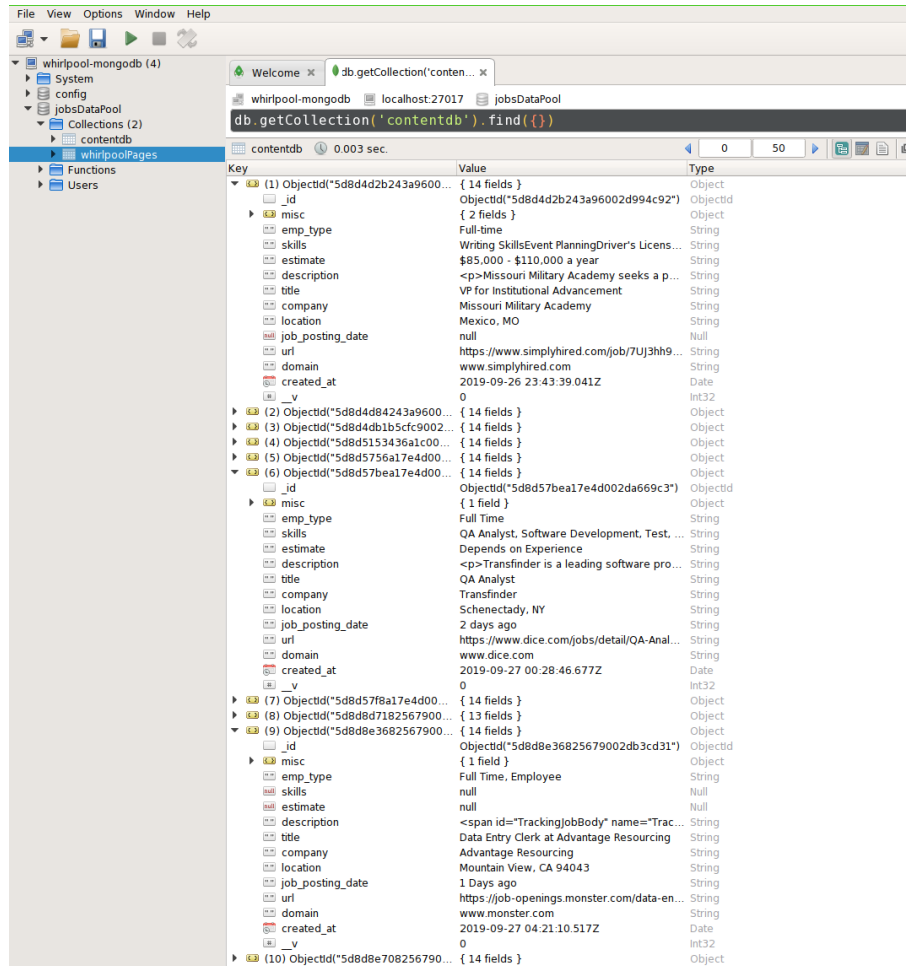 File View Options Window Help
whirlpool-mongodb (4)
System
config
jobsDataPool
Collections (2)
contentdb
whirlpoolPages
Functions
Users
Welcome
db.getCollection('conten...
whirlpool-mongodb localhost:27017 jobsDataPool
db.getCollection('contentdb').find({})
contentdb 0.003 sec. 0 50
Key Value Type
(1) ObjectId("5d8d4d2b243a9600... { 14 fields } Object
_id ObjectId("5d8d4d2b243a96002d994c92") ObjectId
misc { 2 fields } Object
emp_type Full-time String
skills Writing SkillsEvent PlanningDriver's Licens... String
estimate $85,000 - $110,000 a year String
description <p>Missouri Military Academy seeks a p... String
title VP for Institutional Advancement String
company Missouri Military Academy String
location Mexico, MO String
job_posting_date null Null
url https://www.simplyhired.com/job/7UJ3hh9... String
domain www.simplyhired.com String
created_at 2019-09-26 23:43:39.041Z Date
__v 0 Int32
(2) ObjectId("5d8d4d84243a9600... { 14 fields } Object
(3) ObjectId("5d8d4db1b5cfc9002... { 14 fields } Object
(4) ObjectId("5d8d5153436a1c00... { 14 fields } Object
(5) ObjectId("5d8d5756a17e4d00... { 14 fields } Object
(6) ObjectId("5d8d57bea17e4d00... { 14 fields } Object
_id ObjectId("5d8d57bea17e4d002da669c3") ObjectId
misc { 1 field } Object
emp_type Full Time String
skills QA Analyst, Software Development, Test, ... String
estimate Depends on Experience String
description <p>Transfinder is a leading software pro... String
title QA Analyst String
company Transfinder String
location Schenectady, NY String
job_posting_date 2 days ago String
url https://www.dice.com/jobs/detail/QA-Anal... String
domain www.dice.com String
created_at 2019-09-27 00:28:46.677Z Date
__v 0 Int32
(7) ObjectId("5d8d57f8a17e4d00... { 14 fields } Object
(8) ObjectId("5d8d8d7182567900... { 13 fields } Object
(9) ObjectId("5d8d8e3682567900... { 14 fields } Object
_id ObjectId("5d8d8e36825679002db3cd31") ObjectId
misc { 1 field } Object
emp_type Full Time, Employee String
skills null Null
estimate null Null
description <span id="TrackingJobBody" name="Trac... String
title Data Entry Clerk at Advantage Resourcing String
company Advantage Resourcing String
location Mountain View, CA 94043 String
job_posting_date 1 Days ago String
url https://job-openings.monster.com/data-en... String
domain www.monster.com String
created_at 2019-09-27 04:21:10.517Z Date
__v 0 Int32
(10) ObjectId("5d8d8e708256790... { 14 fields } Object